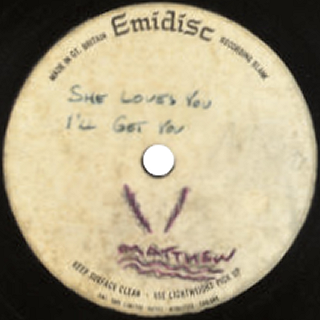 Emidisc
MADE IN GT. BRITAIN
RECORDING BLANK
SHE LOVES YOU
I'LL GET YOU
MATTHEW
KEEP SURFACE CLEAN - USE LIGHTWEIGHT PICK UP